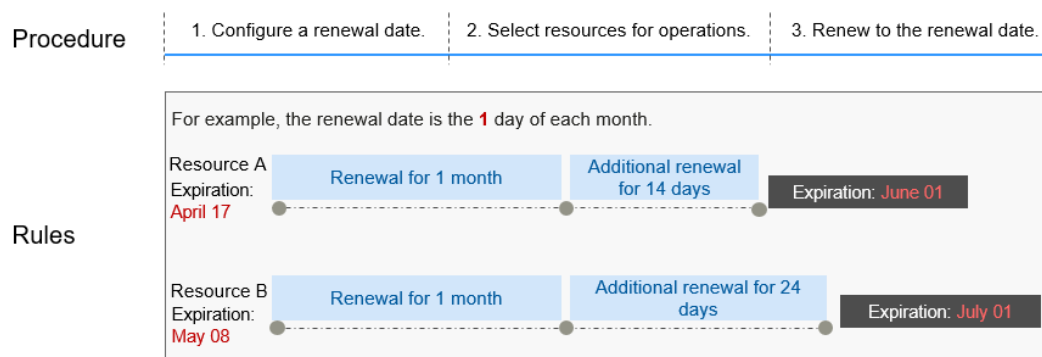 Procedure
1. Configure a renewal date.
2. Select resources for operations.
3. Renew to the renewal date.
Rules
For example, the renewal date is the 1 day of each month.
Resource A
Expiration:
April 17
Renewal for 1 month
Additional renewal
for 14 days
Expiration: June 01
Resource B
Expiration:
May 08
Renewal for 1 month
Additional renewal for 24
days
Expiration: July 01